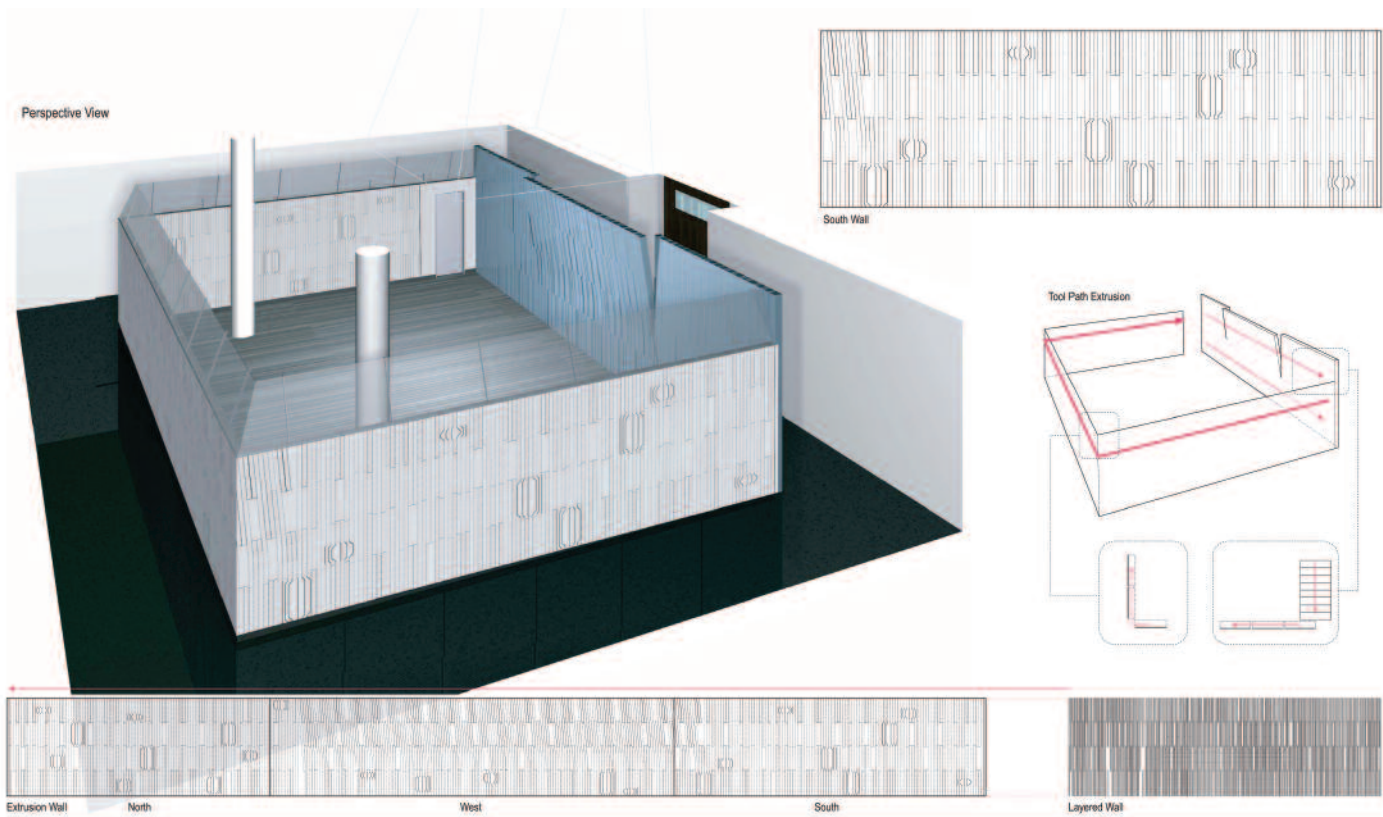 Perspective View
South Wall
Tool Path Extrusion
Extrusion Wall North West South Layered Wall